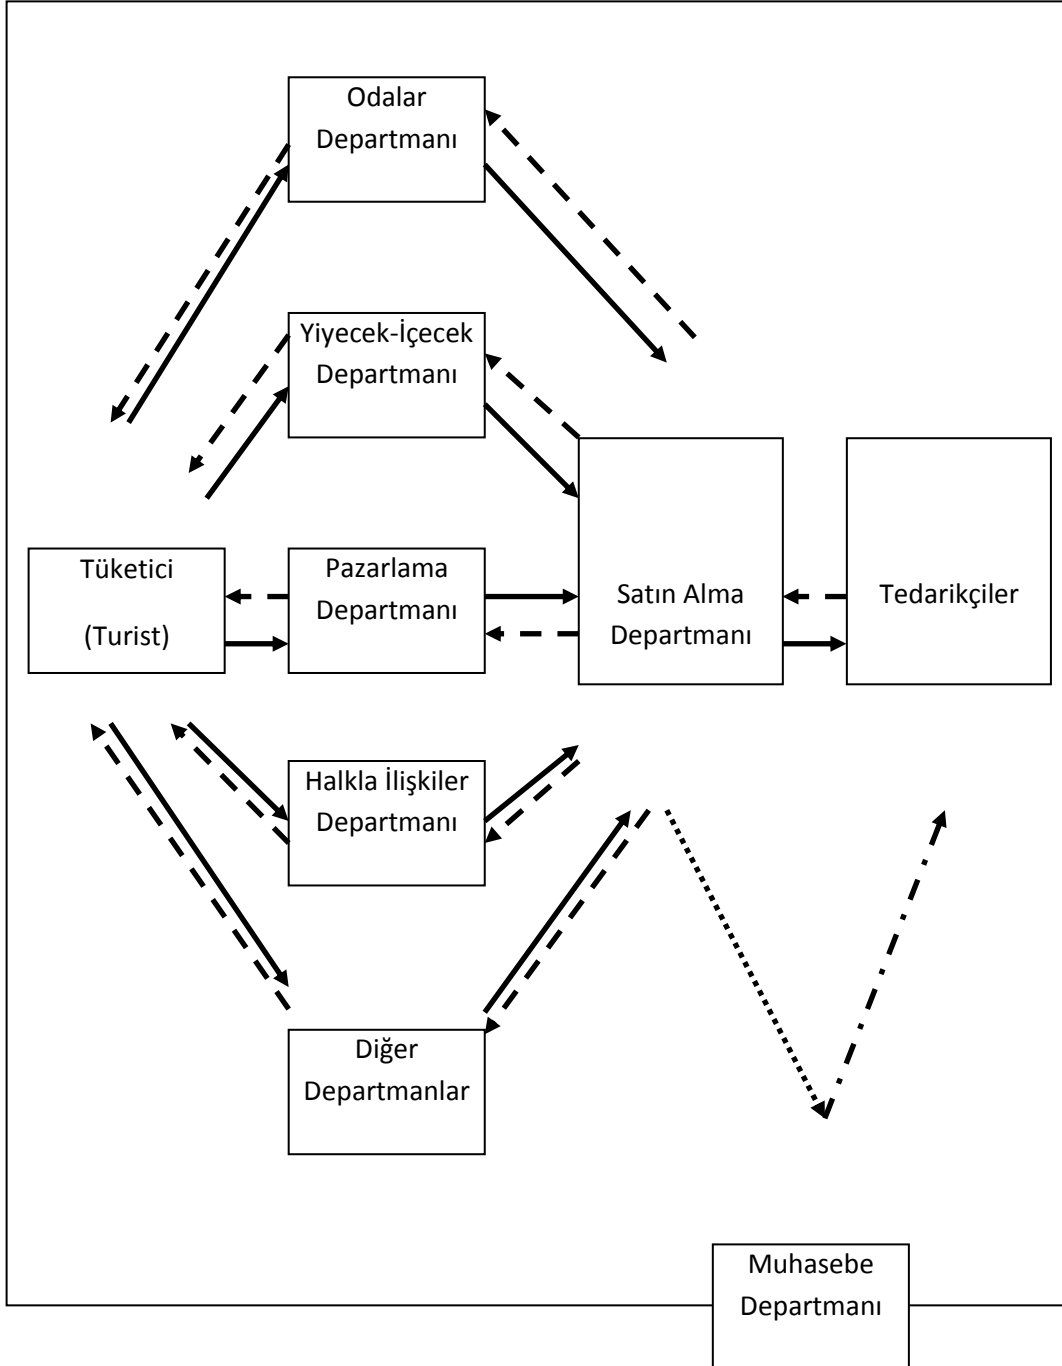 Odalar
Departmanı
Yiyecek-İçecek
Departmanı
Tüketici
(Turist)
Pazarlama
Departmanı
Satın Alma
Departmanı
Tedarikçiler
Halkla İlişkiler
Departmanı
Diğer
Departmanlar
Muhasebe
Departmanı